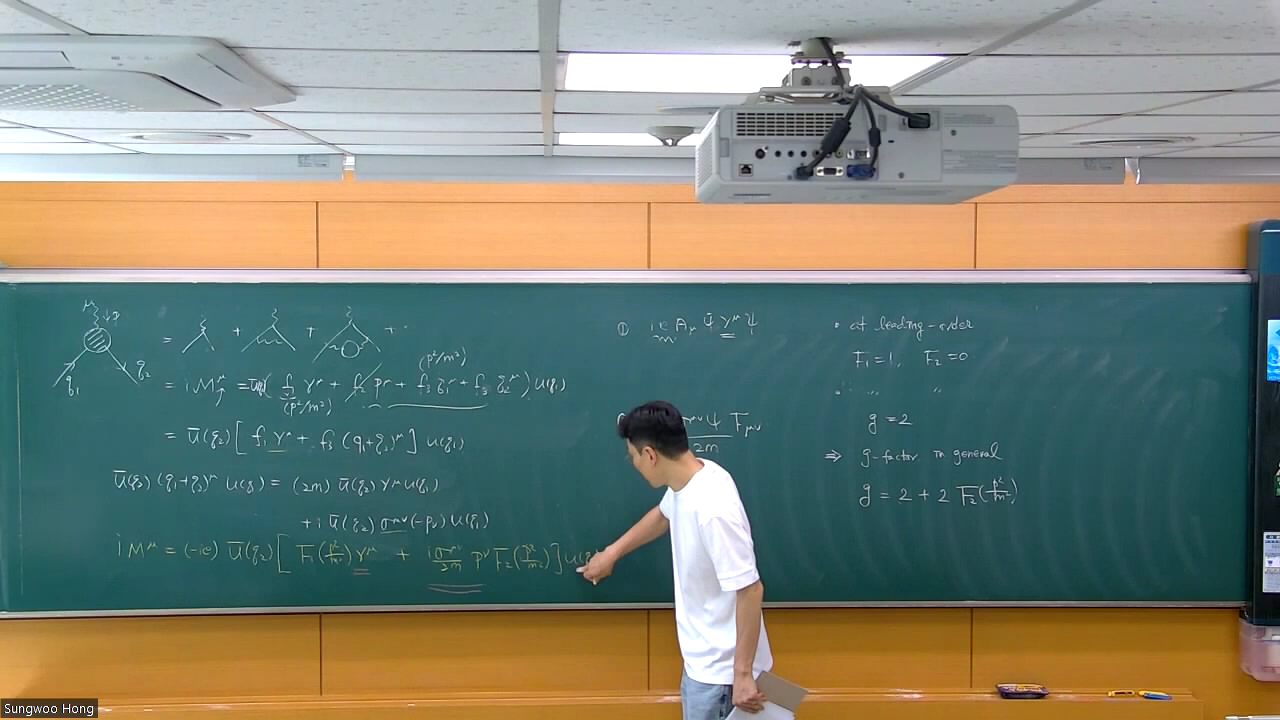 = + + + ...
(p²/m²)
= i M^μ = ū(q₂) ( f₁ γ^μ + f₂ p^μ + f₃ q₁^μ + f₃ q₂^μ ) u(q₁)
(p²/m²)
= ū(q₂) [ f₁ γ^μ + f₃ (q₁+q₂)^μ ] u(q₁)
ū(q₂) (q₁+q₂)^μ u(q₁) = (2m) ū(q₂) γ^μ u(q₁)
+ i ū(q₂) σ^μν (-p_ν) u(q₁)
i M^μ = (-ie) ū(q₂) [ F₁(p²/m²) γ^μ + iσ^μν/2m p^ν F₂(p²/m²) ] u(q₁)
q₁ q₂
① ie A_μ ψ̄ γ^μ ψ
ψ F_μν
2m
• at leading-order
F₁ = 1, F₂ = 0
g = 2
⇒ g-factor in general
g = 2 + 2 F₂(p²/m²)
Sungwoo Hong